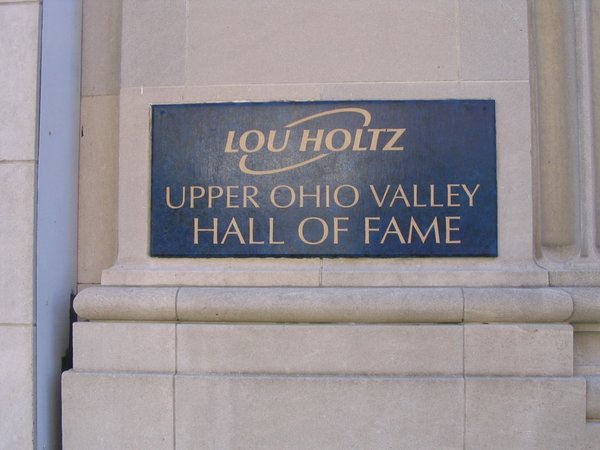 LOU HOLTZ
UPPER OHIO VALLEY
HALL OF FAME